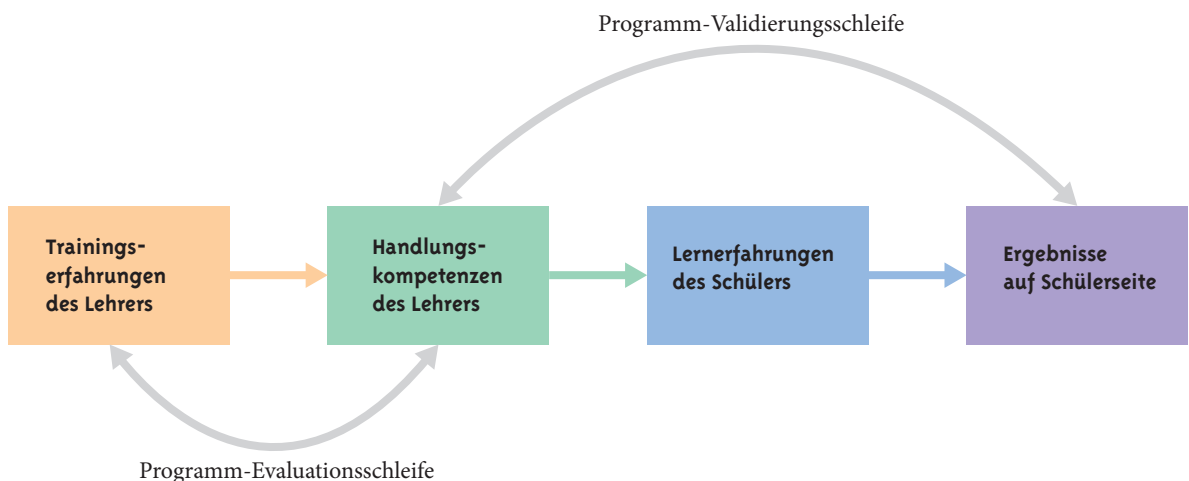 Programm-Validierungsschleife
Trainings-
erfahrungen
des Lehrers
Handlungs-
kompetenzen
des Lehrers
Lernerfahrungen
des Schülers
Ergebnisse
auf Schülerseite
Programm-Evaluationsschleife